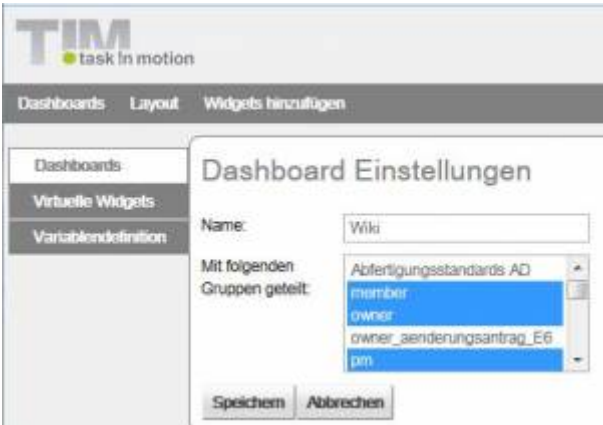 TIM
task in motion
Dashboards Layout Widgets hinzufügen
Dashboards
Virtuelle Widgets
Variablendefinition
Dashboard Einstellungen
Name: Wiki
Mit folgenden
Gruppen geteilt:
Abfertigungsstandards AD
member
owner
owner_aenderungsantrag_E6
pm
Speichern Abbrechen